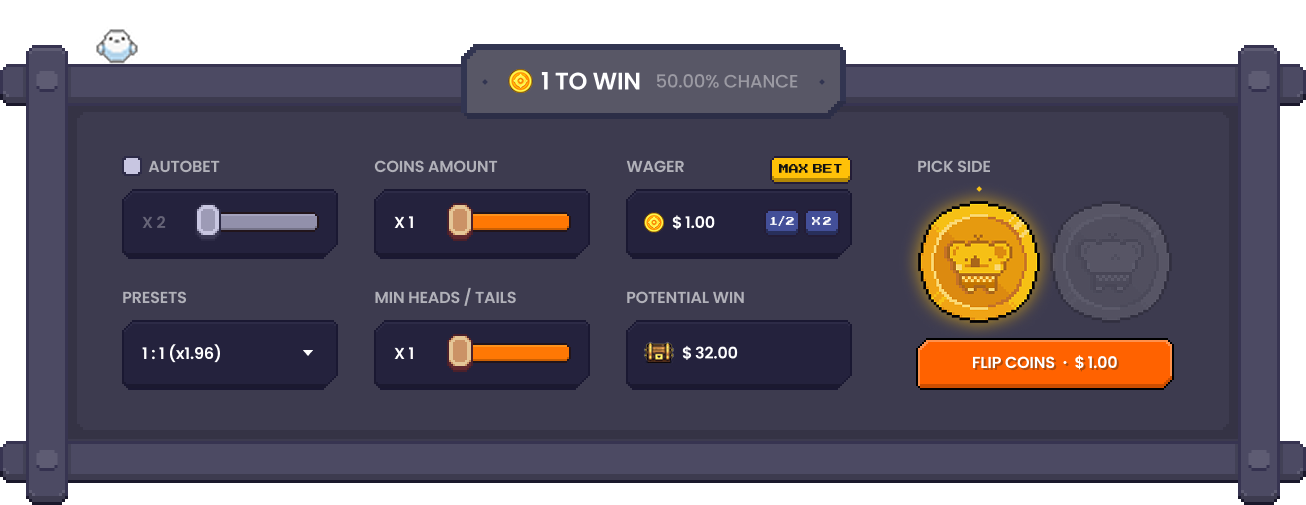 1 TO WIN 50.00% CHANCE
AUTOBET
COINS AMOUNT
WAGER
MAX BET
PICK SIDE
X 2
X 1
$ 1.00
1/2
X2
PRESETS
MIN HEADS / TAILS
POTENTIAL WIN
1 : 1 (x1.96)
X 1
$ 32.00
FLIP COINS · $ 1.00